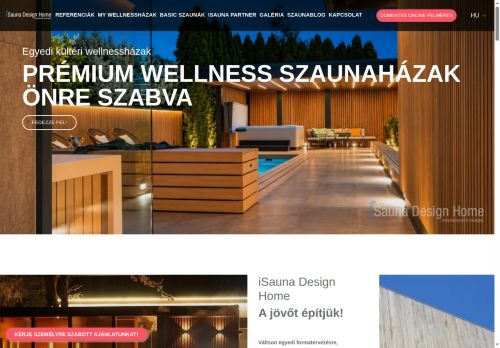 iSauna Design Home REFERENCIÁK MY WELLNESSHÁZAK BASIC SZAUNÁK ISAUNA PARTNER GALÉRIA SZAUNABLOG KAPCSOLAT DÍJMENTES ONLINE FELMÉRÉS HU
Egyedi kültéri wellnessházak
PRÉMIUM WELLNESS SZAUNAHÁZAK
ÖNRE SZABVA
FEDEZZE FEL!
iSauna Design Home
iSauna Design
Home
A jövőt építjük!
Váltson egyedi formatervezésre,
KÉRJE SZEMÉLYRE SZABOTT AJÁNLATUNKAT!